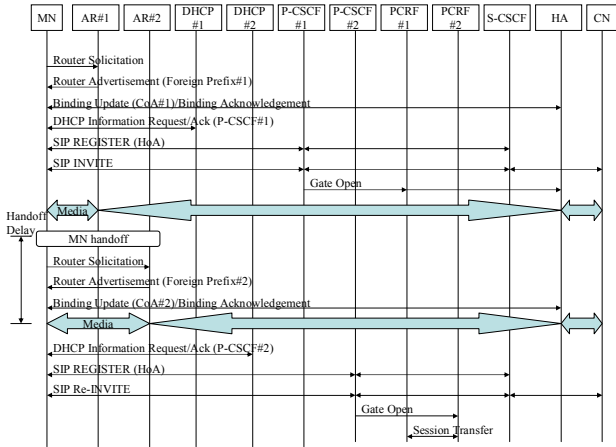 MN
AR#1
AR#2
DHCP
#1
DHCP
#2
P-CSCF
#1
P-CSCF
#2
PCRF
#1
PCRF
#2
S-CSCF
HA
CN
Router Solicitation
Router Advertisement (Foreign Prefix#1)
Binding Update (CoA#1)/Binding Acknowledgement
DHCP Information Request/Ack (P-CSCF#1)
SIP REGISTER (HoA)
SIP INVITE
Gate Open
Media
Handoff
Delay
MN handoff
Router Solicitation
Router Advertisement (Foreign Prefix#2)
Binding Update (CoA#2)/Binding Acknowledgement
Media
DHCP Information Request/Ack (P-CSCF#2)
SIP REGISTER (HoA)
SIP Re-INVITE
Gate Open
Session Transfer